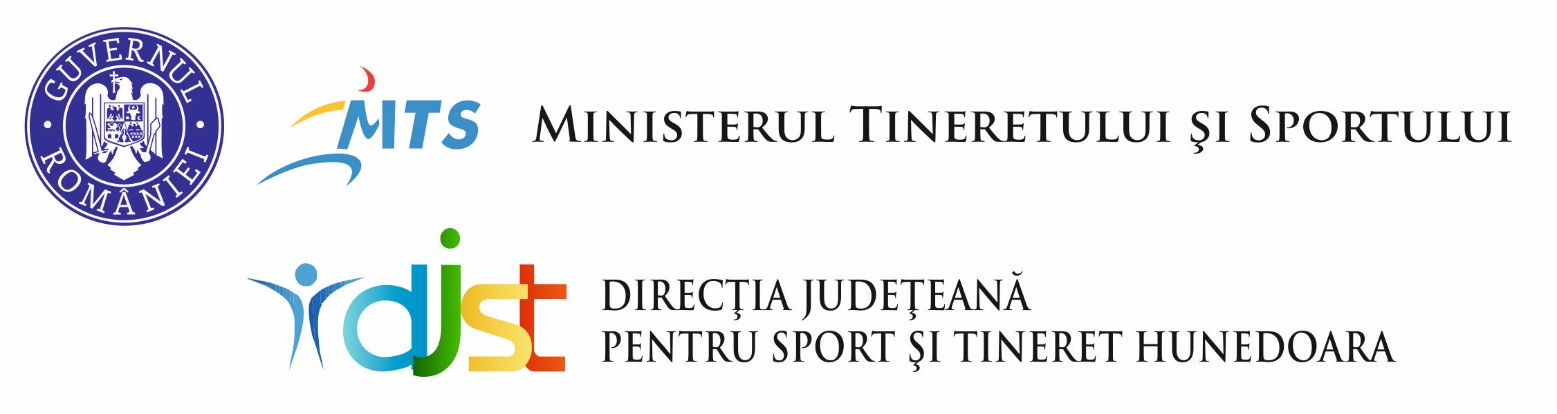 GUVERNUL ROMÂNIEI
MTS
MINISTERUL TINERETULUI ŞI SPORTULUI
djst
DIRECŢIA JUDEŢEANĂ
PENTRU SPORT ŞI TINERET HUNEDOARA